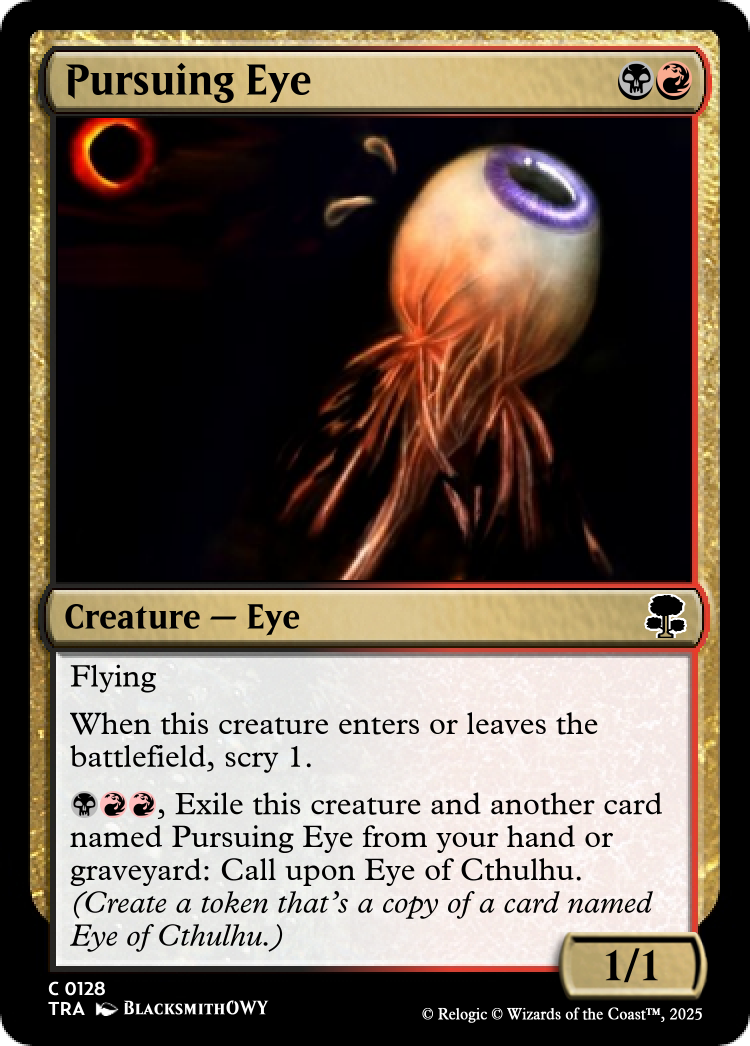 Pursuing Eye
Creature — Eye
Flying
When this creature enters or leaves the
battlefield, scry 1.
, Exile this creature and another card
named Pursuing Eye from your hand or
graveyard: Call upon Eye of Cthulhu.
(Create a token that's a copy of a card named
Eye of Cthulhu.)
1/1
C 0128
TRA BlacksmithOWY
© Relogic © Wizards of the Coast™, 2025